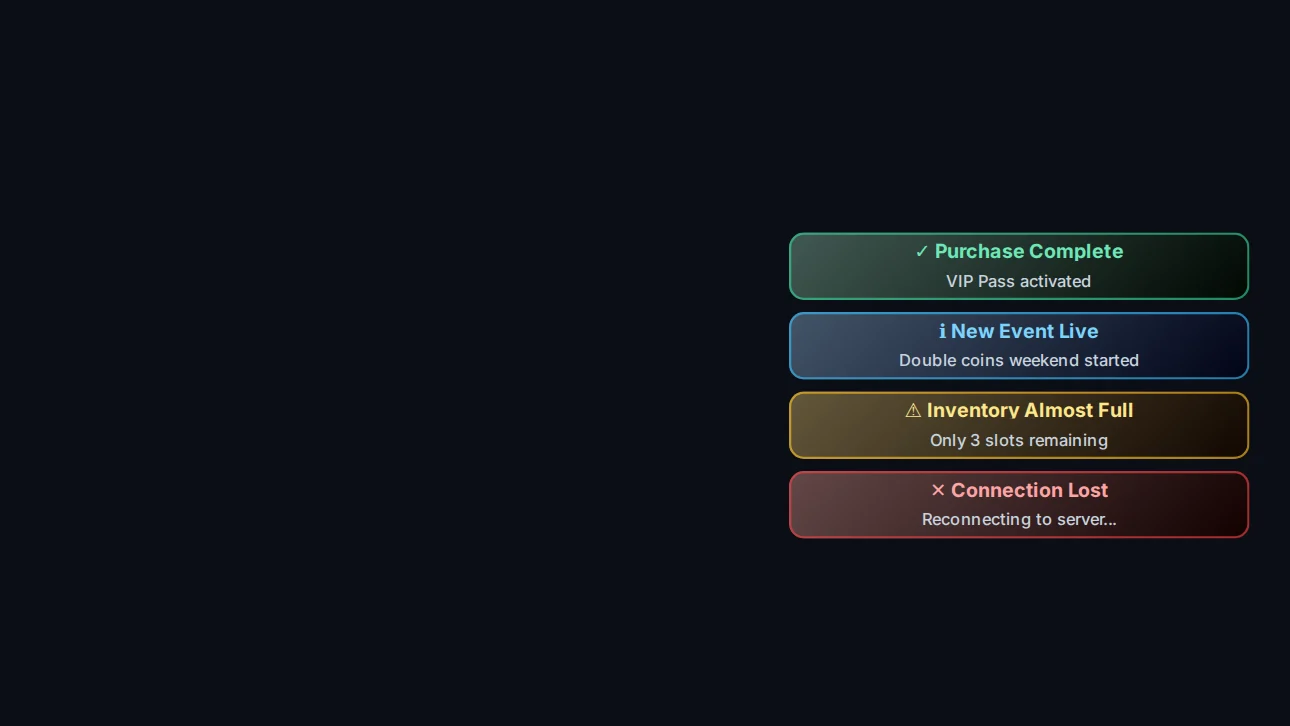 ✓ Purchase Complete
VIP Pass activated
ℹ New Event Live
Double coins weekend started
⚠ Inventory Almost Full
Only 3 slots remaining
✕ Connection Lost
Reconnecting to server...